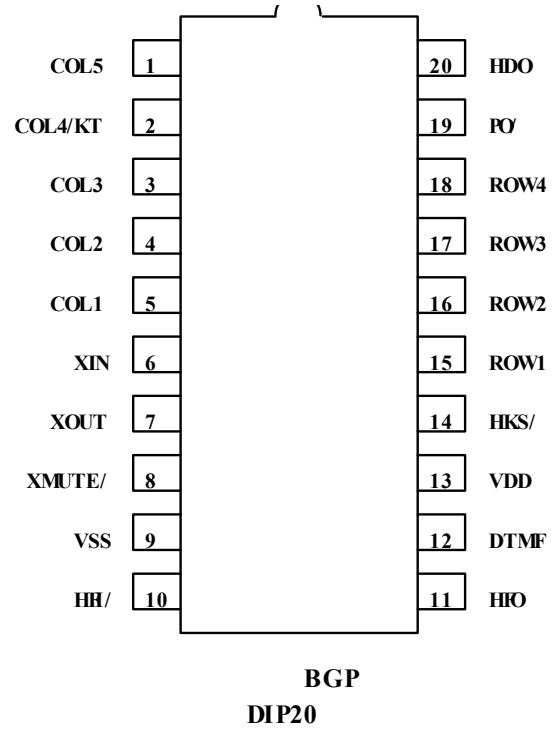 COL5 1 20 HDO
COL4/KT 2 19 PO/
COL3 3 18 ROW4
COL2 4 17 ROW3
COL1 5 16 ROW2
XIN 6 15 ROW1
XOUT 7 14 HKS/
XMUTE/ 8 13 VDD
VSS 9 12 DTMF
10 11 HFO
BGP
DIP20